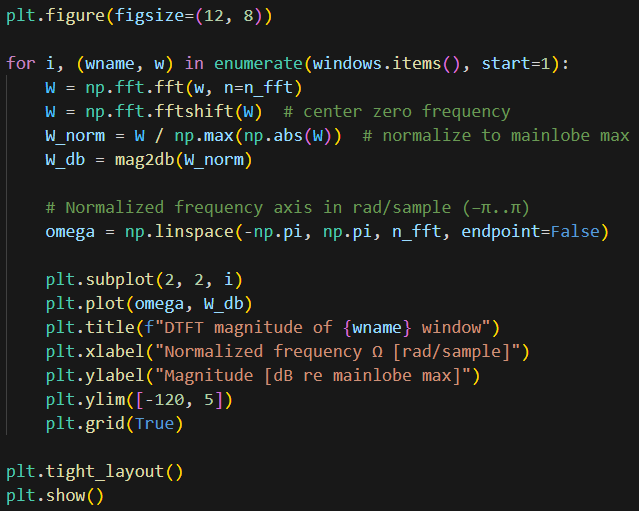 plt.figure(figsize=(12, 8))

for i, (wname, w) in enumerate(windows.items(), start=1):
    W = np.fft.fft(w, n=n_fft)
    W = np.fft.fftshift(W)  # center zero frequency
    W_norm = W / np.max(np.abs(W))  # normalize to mainlobe max
    W_db = mag2db(W_norm)

    # Normalized frequency axis in rad/sample (–π..π)
    omega = np.linspace(-np.pi, np.pi, n_fft, endpoint=False)

    plt.subplot(2, 2, i)
    plt.plot(omega, W_db)
    plt.title(f"DTFT magnitude of {wname} window")
    plt.xlabel("Normalized frequency Ω [rad/sample]")
    plt.ylabel("Magnitude [dB re mainlobe max]")
    plt.ylim([-120, 5])
    plt.grid(True)

plt.tight_layout()
plt.show()